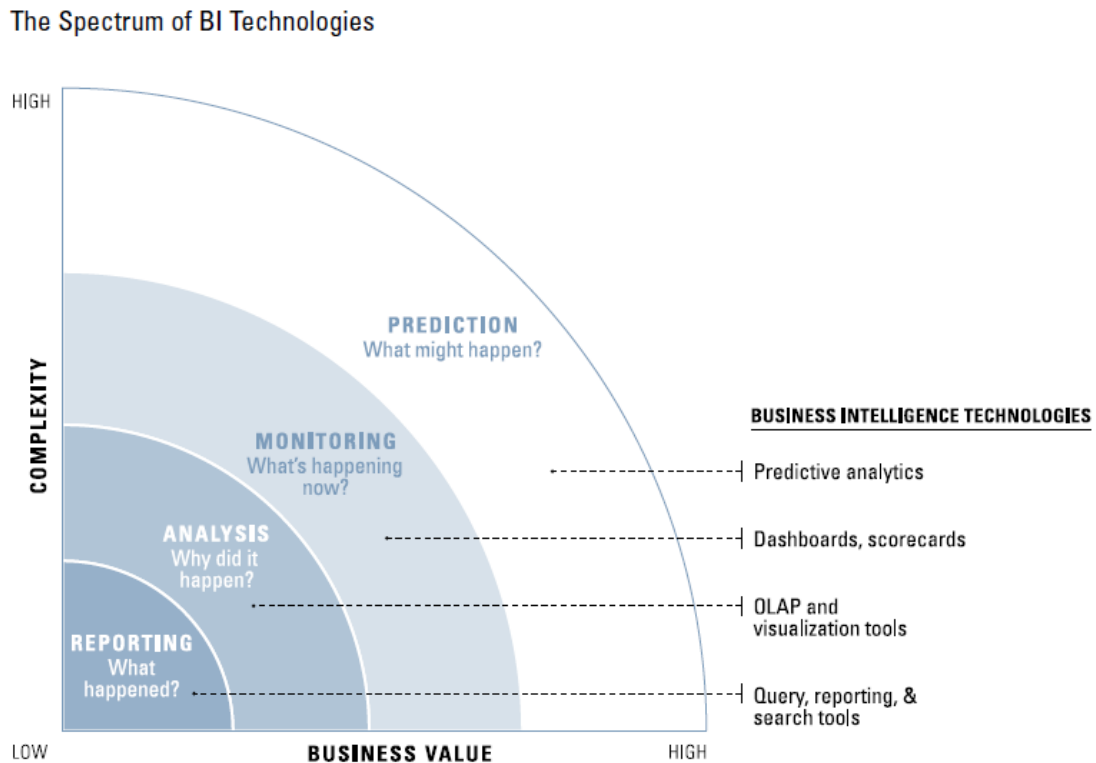 The Spectrum of BI Technologies
HIGH
PREDICTION
What might happen?
MONITORING
What's happening
now?
ANALYSIS
Why did it
happen?
REPORTING
What
happened?
COMPLEXITY
LOW
BUSINESS VALUE
HIGH
BUSINESS INTELLIGENCE TECHNOLOGIES
Predictive analytics
Dashboards, scorecards
OLAP and
visualization tools
Query, reporting, &
search tools